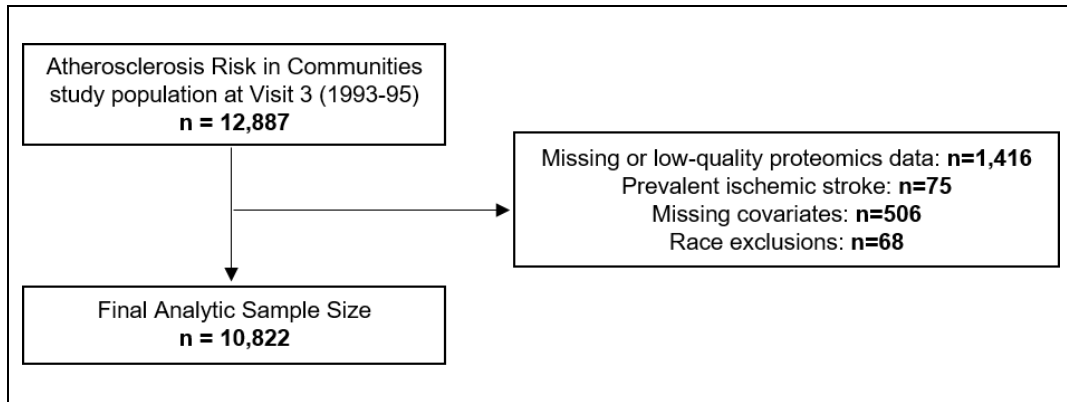 Atherosclerosis Risk in Communities
study population at Visit 3 (1993-95)
n = 12,887
Missing or low-quality proteomics data: n=1,416
Prevalent ischemic stroke: n=75
Missing covariates: n=506
Race exclusions: n=68
Final Analytic Sample Size
n = 10,822